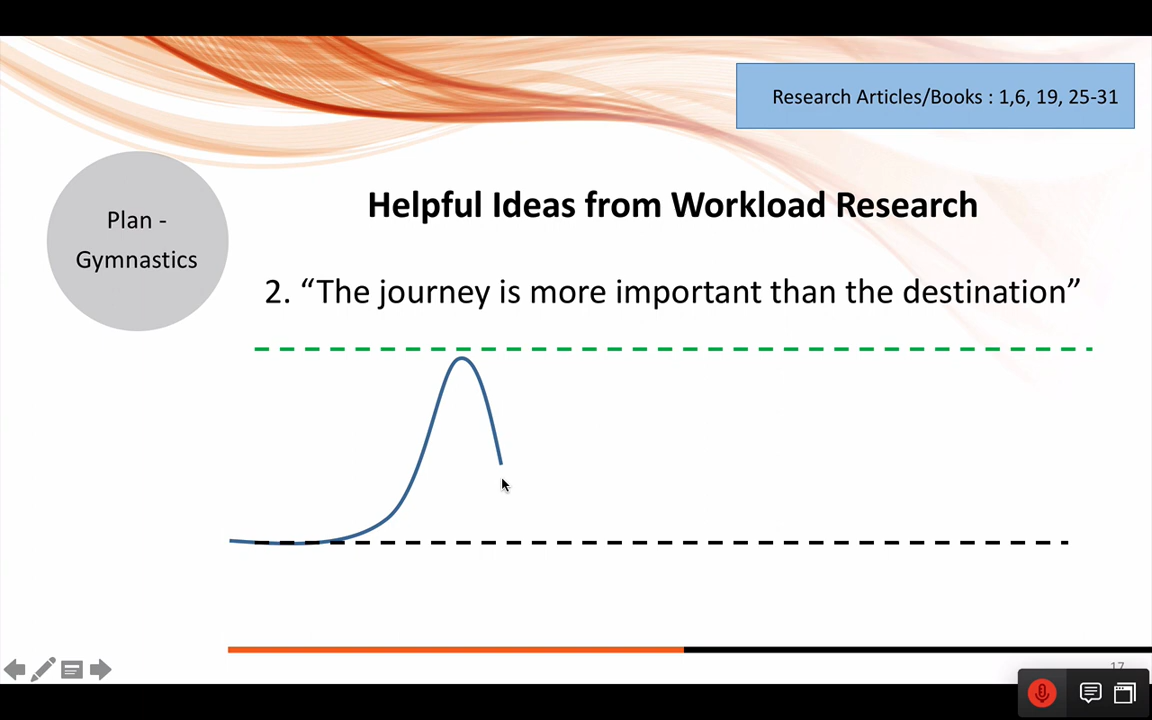 Research Articles/Books : 1,6, 19, 25-31
Plan -
Gymnastics
Helpful Ideas from Workload Research
2. “The journey is more important than the destination”
17